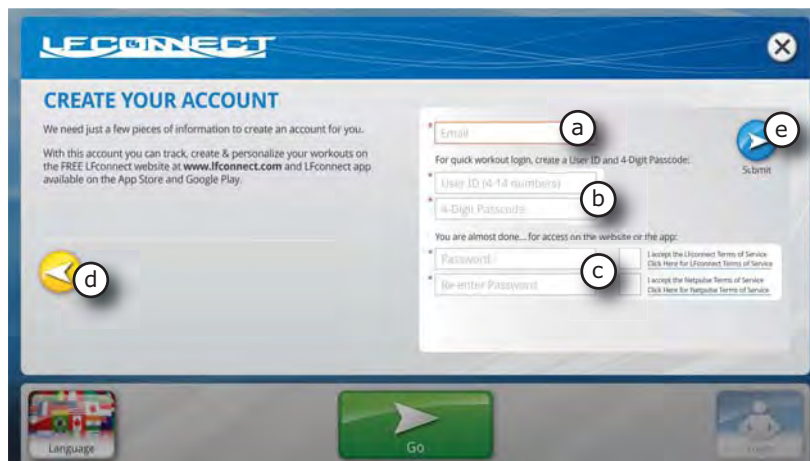 LFCONNECT
CREATE YOUR ACCOUNT
We need just a few pieces of information to create an account for you.
With this account you can track, create & personalize your workouts on
the FREE LFconnect website at www.lfconnect.com and LFconnect app
available on the App Store and Google Play.
d
* Email
a
For quick workout login, create a User ID and 4-Digit Passcode:
* User ID (4-14 numbers)
b
* 4-Digit Passcode
You are almost done... for access on the website or the app:
* Password
c
* Re-enter Password
I accept the LFconnect Terms of Service
Click Here for LFconnect Terms of Service
I accept the Netpulse Terms of Service
Click Here for Netpulse Terms of Service
e
Submit
Language
Go